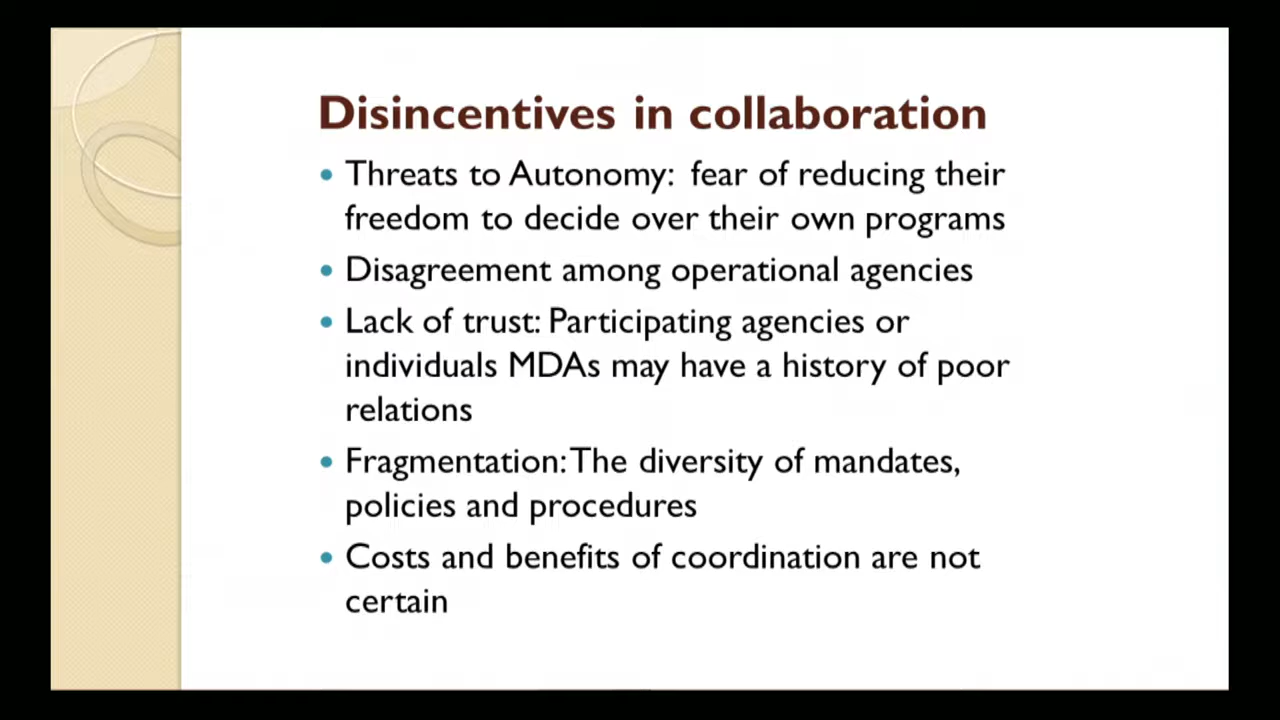 Disincentives in collaboration
• Threats to Autonomy: fear of reducing their
freedom to decide over their own programs
• Disagreement among operational agencies
• Lack of trust: Participating agencies or
individuals MDAs may have a history of poor
relations
• Fragmentation: The diversity of mandates,
policies and procedures
• Costs and benefits of coordination are not
certain